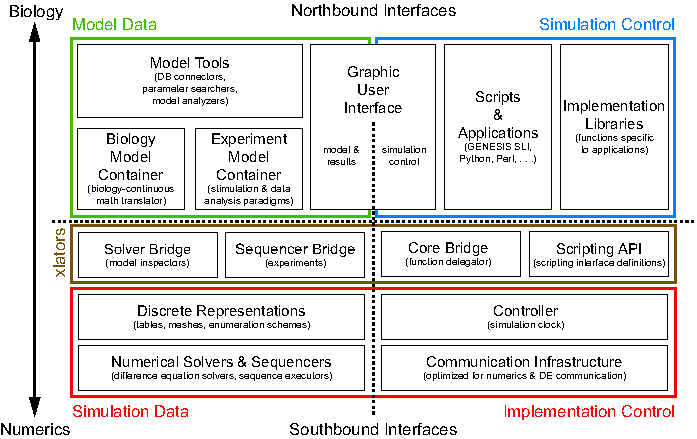 Biology
Northbound Interfaces
Model Data
Simulation Control
Model Tools
(DB connectors,
parameter searchers,
model analyzers)
Biology
Model
Container
(biology-continuous
math translator)
Experiment
Model
Container
(stimulation & data
analysis paradigms)
Graphic
User
Interface
model &
results
simulation
control
Scripts
&
Applications
(GENESIS SLI,
Python, Perl, . . .)
Implementation
Libraries
(functions specific
to applications)
xlators
Solver Bridge
(model inspectors)
Sequencer Bridge
(experiments)
Core Bridge
(function delegator)
Scripting API
(scripting interface definitions)
Discrete Representations
(tables, meshes, enumeration schemes)
Controller
(simulation clock)
Numerical Solvers & Sequencers
(difference equation solvers, sequence executors)
Communication Infrastructure
(optimized for numerics & DE communication)
Simulation Data
Implementation Control
Numerics
Southbound Interfaces